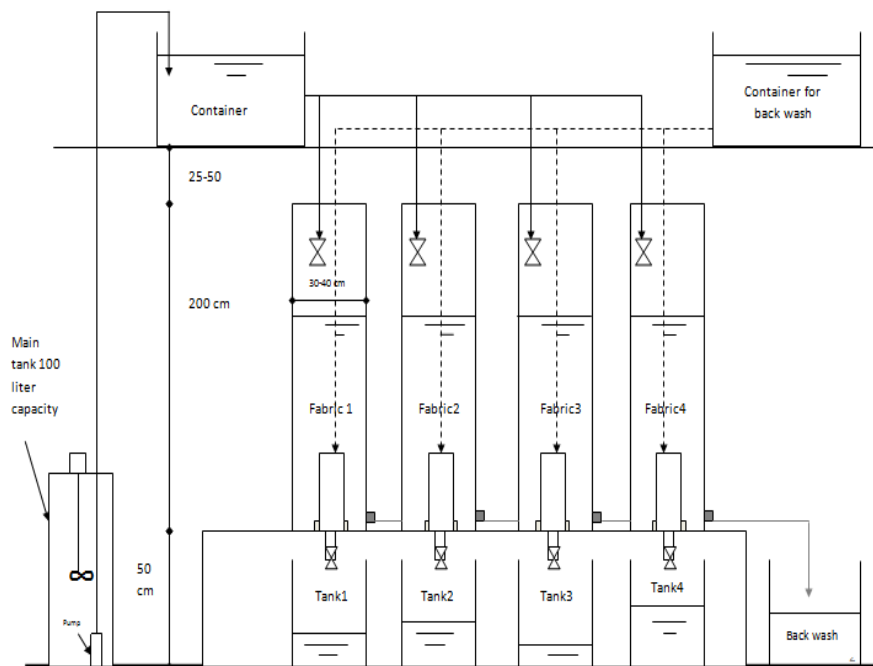 Container
Container for
back wash
25-50
30-40 cm
200 cm
Main
tank 100
liter
capacity
Fabric 1
Fabric2
Fabric3
Fabric4
50
cm
Tank1
Tank2
Tank3
Tank4
Pump
Back wash